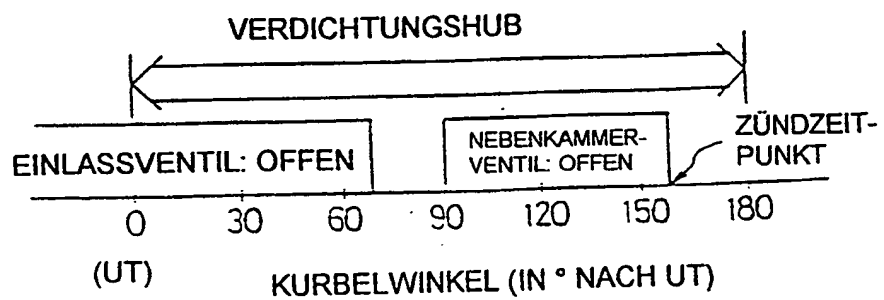 VERDICHTUNGSHUB
EINLASSVENTIL: OFFEN
NEBENKAMMER-
VENTIL: OFFEN
ZÜNDZEIT-
PUNKT
0 30 60 90 120 150 180
(UT)
KURBELWINKEL (IN ° NACH UT)